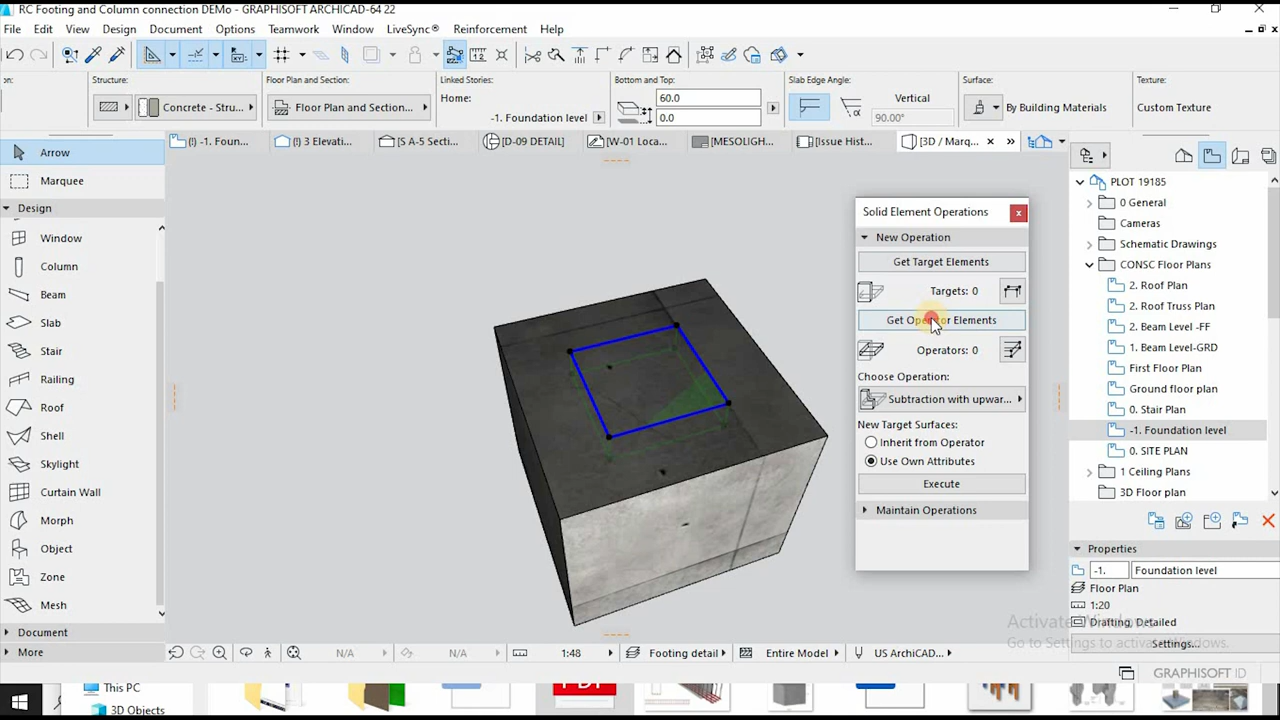 RC Footing and Column connection DEMo - GRAPHISOFT ARCHICAD-64 22
File Edit View Design Document Options Teamwork Window LiveSync® Reinforcement Help
on: Structure: Floor Plan and Section: Linked Stories: Bottom and Top: Slab Edge Angle: Surface: Texture:
Home: 60.0 Vertical
Concrete - Stru... Floor Plan and Section... By Building Materials Custom Texture
-1. Foundation level 0.0 90.00°
(!) -1. Foun... (!) 3 Elevati... [S A-5 Secti... [D-09 DETAIL] [W-01 Loca... [MESOLIGH... [Issue Hist... [3D / Marq...
Arrow
Marquee
Design
Window
Column
Beam
Slab
Stair
Railing
Roof
Shell
Skylight
Curtain Wall
Morph
Object
Zone
Mesh
Document
More
Solid Element Operations
New Operation
Get Target Elements
Targets: 0
Get Operator Elements
Operators: 0
Choose Operation:
Subtraction with upwar...
New Target Surfaces:
Inherit from Operator
Use Own Attributes
Execute
Maintain Operations
PLOT 19185
0 General
Cameras
Schematic Drawings
CONSC Floor Plans
2. Roof Plan
2. Roof Truss Plan
2. Beam Level -FF
1. Beam Level-GRD
First Floor Plan
Ground floor plan
0. Stair Plan
-1. Foundation level
0. SITE PLAN
1 Ceiling Plans
3D Floor plan
Properties
-1. Foundation level
Floor Plan
1:20
Drafting, Detailed
Settings...
Activate Windows
Go to Settings to activate Windows.
N/A N/A 1:48 Footing detail Entire Model US ArchiCAD...
GRAPHISOFT ID
This PC
3D Objects
PDF